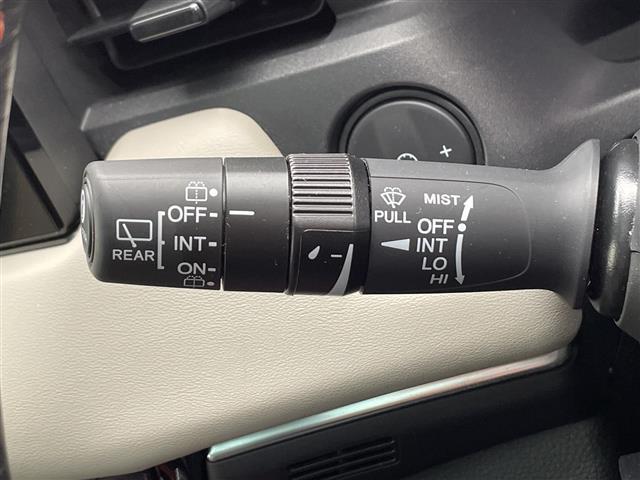 REAR
OFF
INT
ON
PULL
MIST
OFF
INT
LO
HI
+